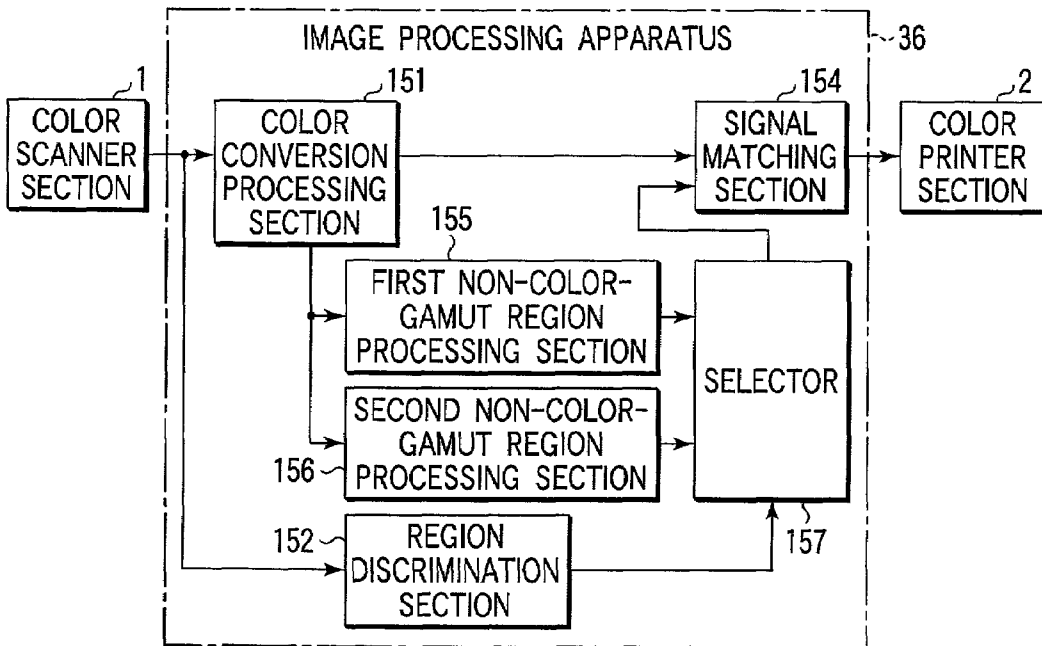 IMAGE PROCESSING APPARATUS
36
1
COLOR
SCANNER
SECTION
151
COLOR
CONVERSION
PROCESSING
SECTION
154
SIGNAL
MATCHING
SECTION
2
COLOR
PRINTER
SECTION
155
FIRST NON-COLOR-
GAMUT REGION
PROCESSING SECTION
SELECTOR
157
SECOND NON-COLOR-
GAMUT REGION
PROCESSING SECTION
156
152
REGION
DISCRIMINATION
SECTION